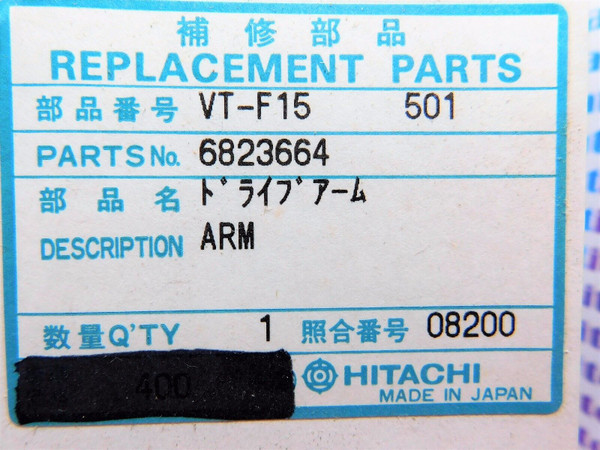 補修部品
REPLACEMENT PARTS
部品番号 VT-F15 501
PARTS No. 6823664
部品名 ﾄﾞﾗｲﾌﾞｱｰﾑ
DESCRIPTION ARM
数量Q'TY 1 照合番号 08200
400 HITACHI
MADE IN JAPAN